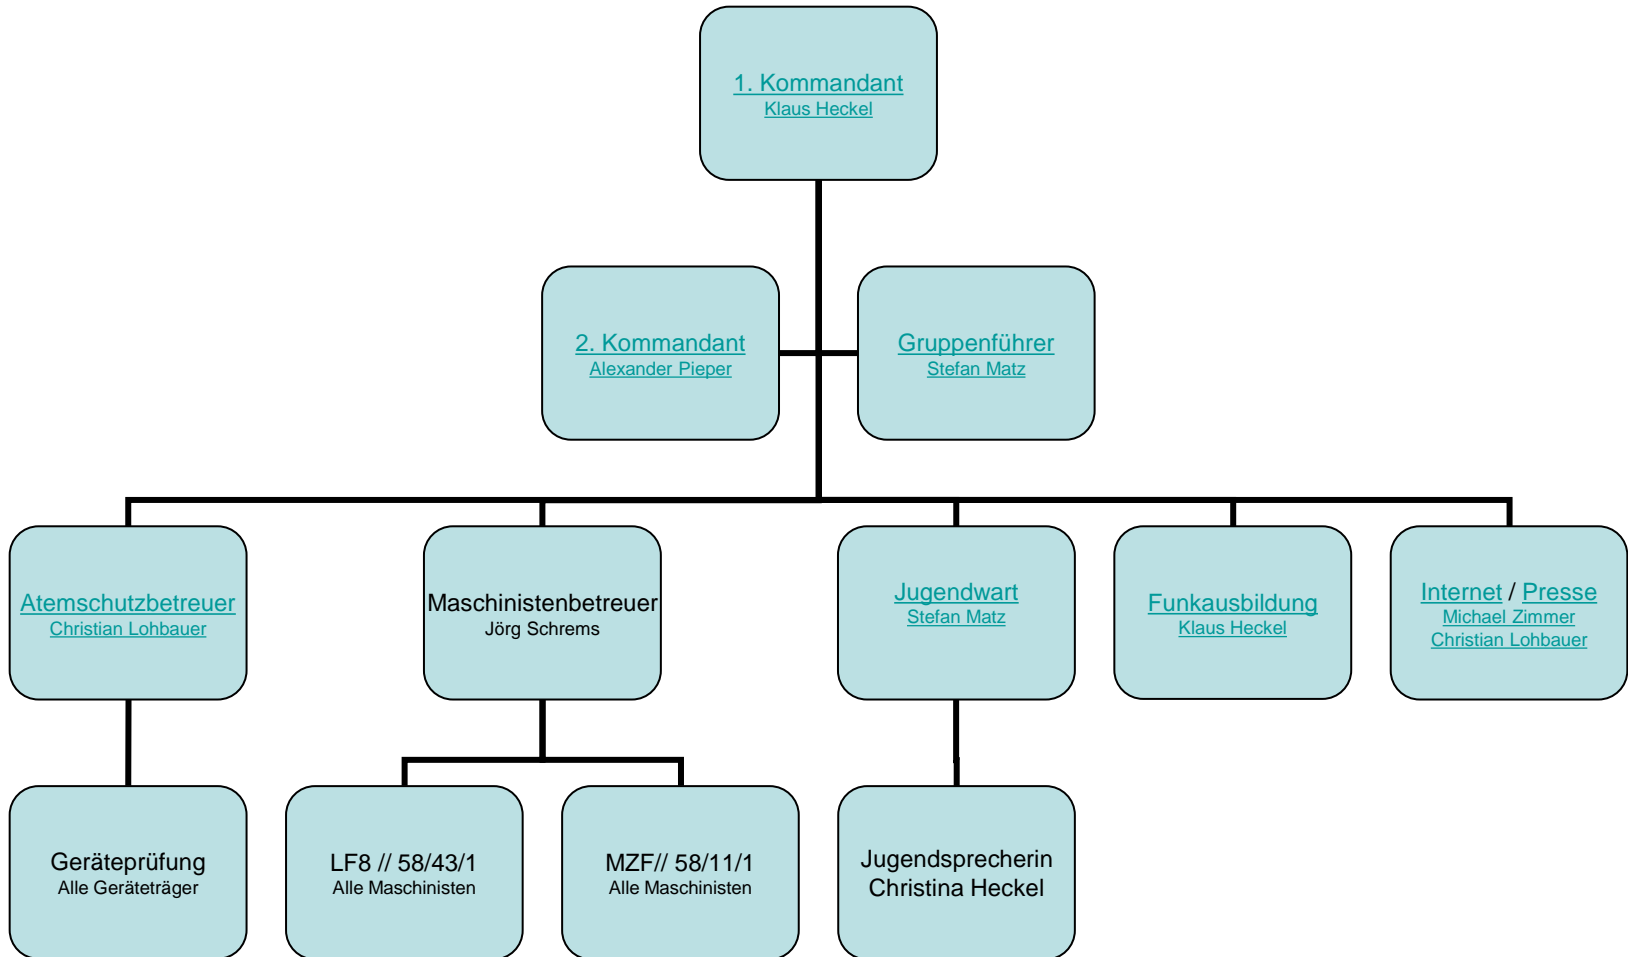 1. Kommandant
Klaus Heckel
2. Kommandant
Alexander Pieper
Gruppenführer
Stefan Matz
Atemschutzbetreuer
Christian Lohbauer
Maschinistenbetreuer
Jörg Schrems
Jugendwart
Stefan Matz
Funkausbildung
Klaus Heckel
Internet / Presse
Michael Zimmer
Christian Lohbauer
Geräteprüfung
Alle Geräteträger
LF8 // 58/43/1
Alle Maschinisten
MZF// 58/11/1
Alle Maschinisten
Jugendsprecherin
Christina Heckel